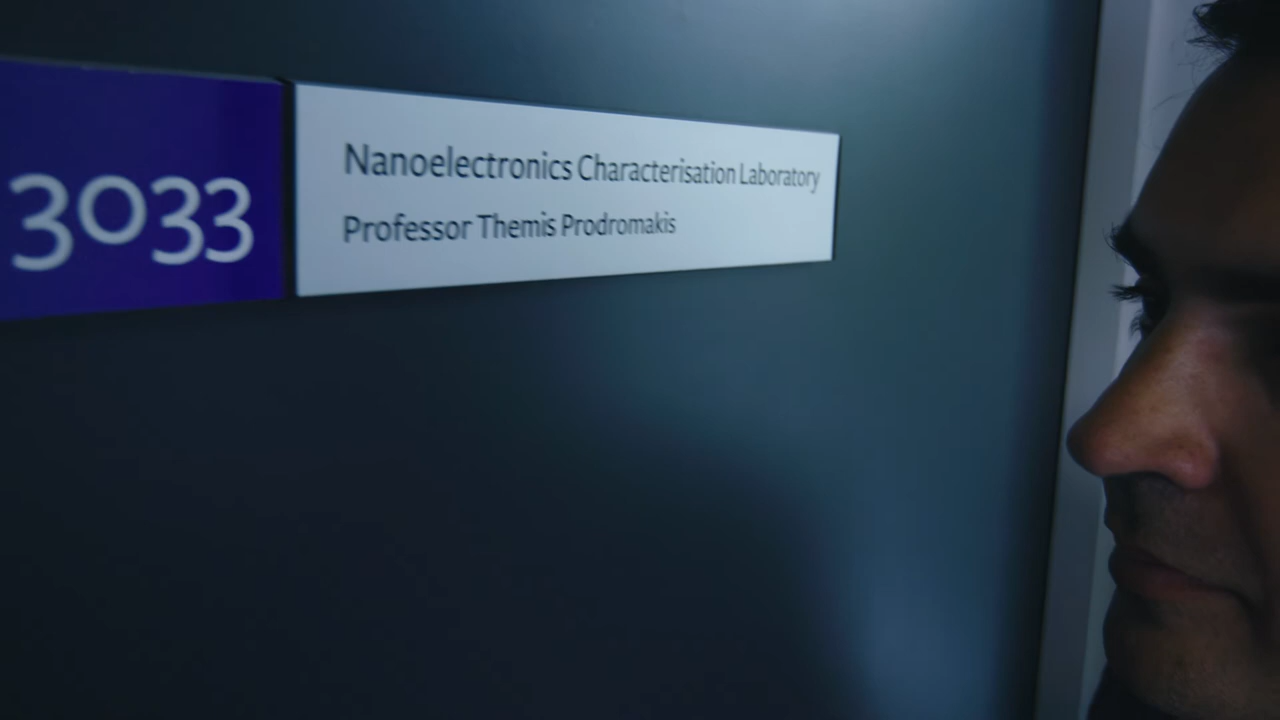 3033
Nanoelectronics Characterisation Laboratory
Professor Themis Prodromakis